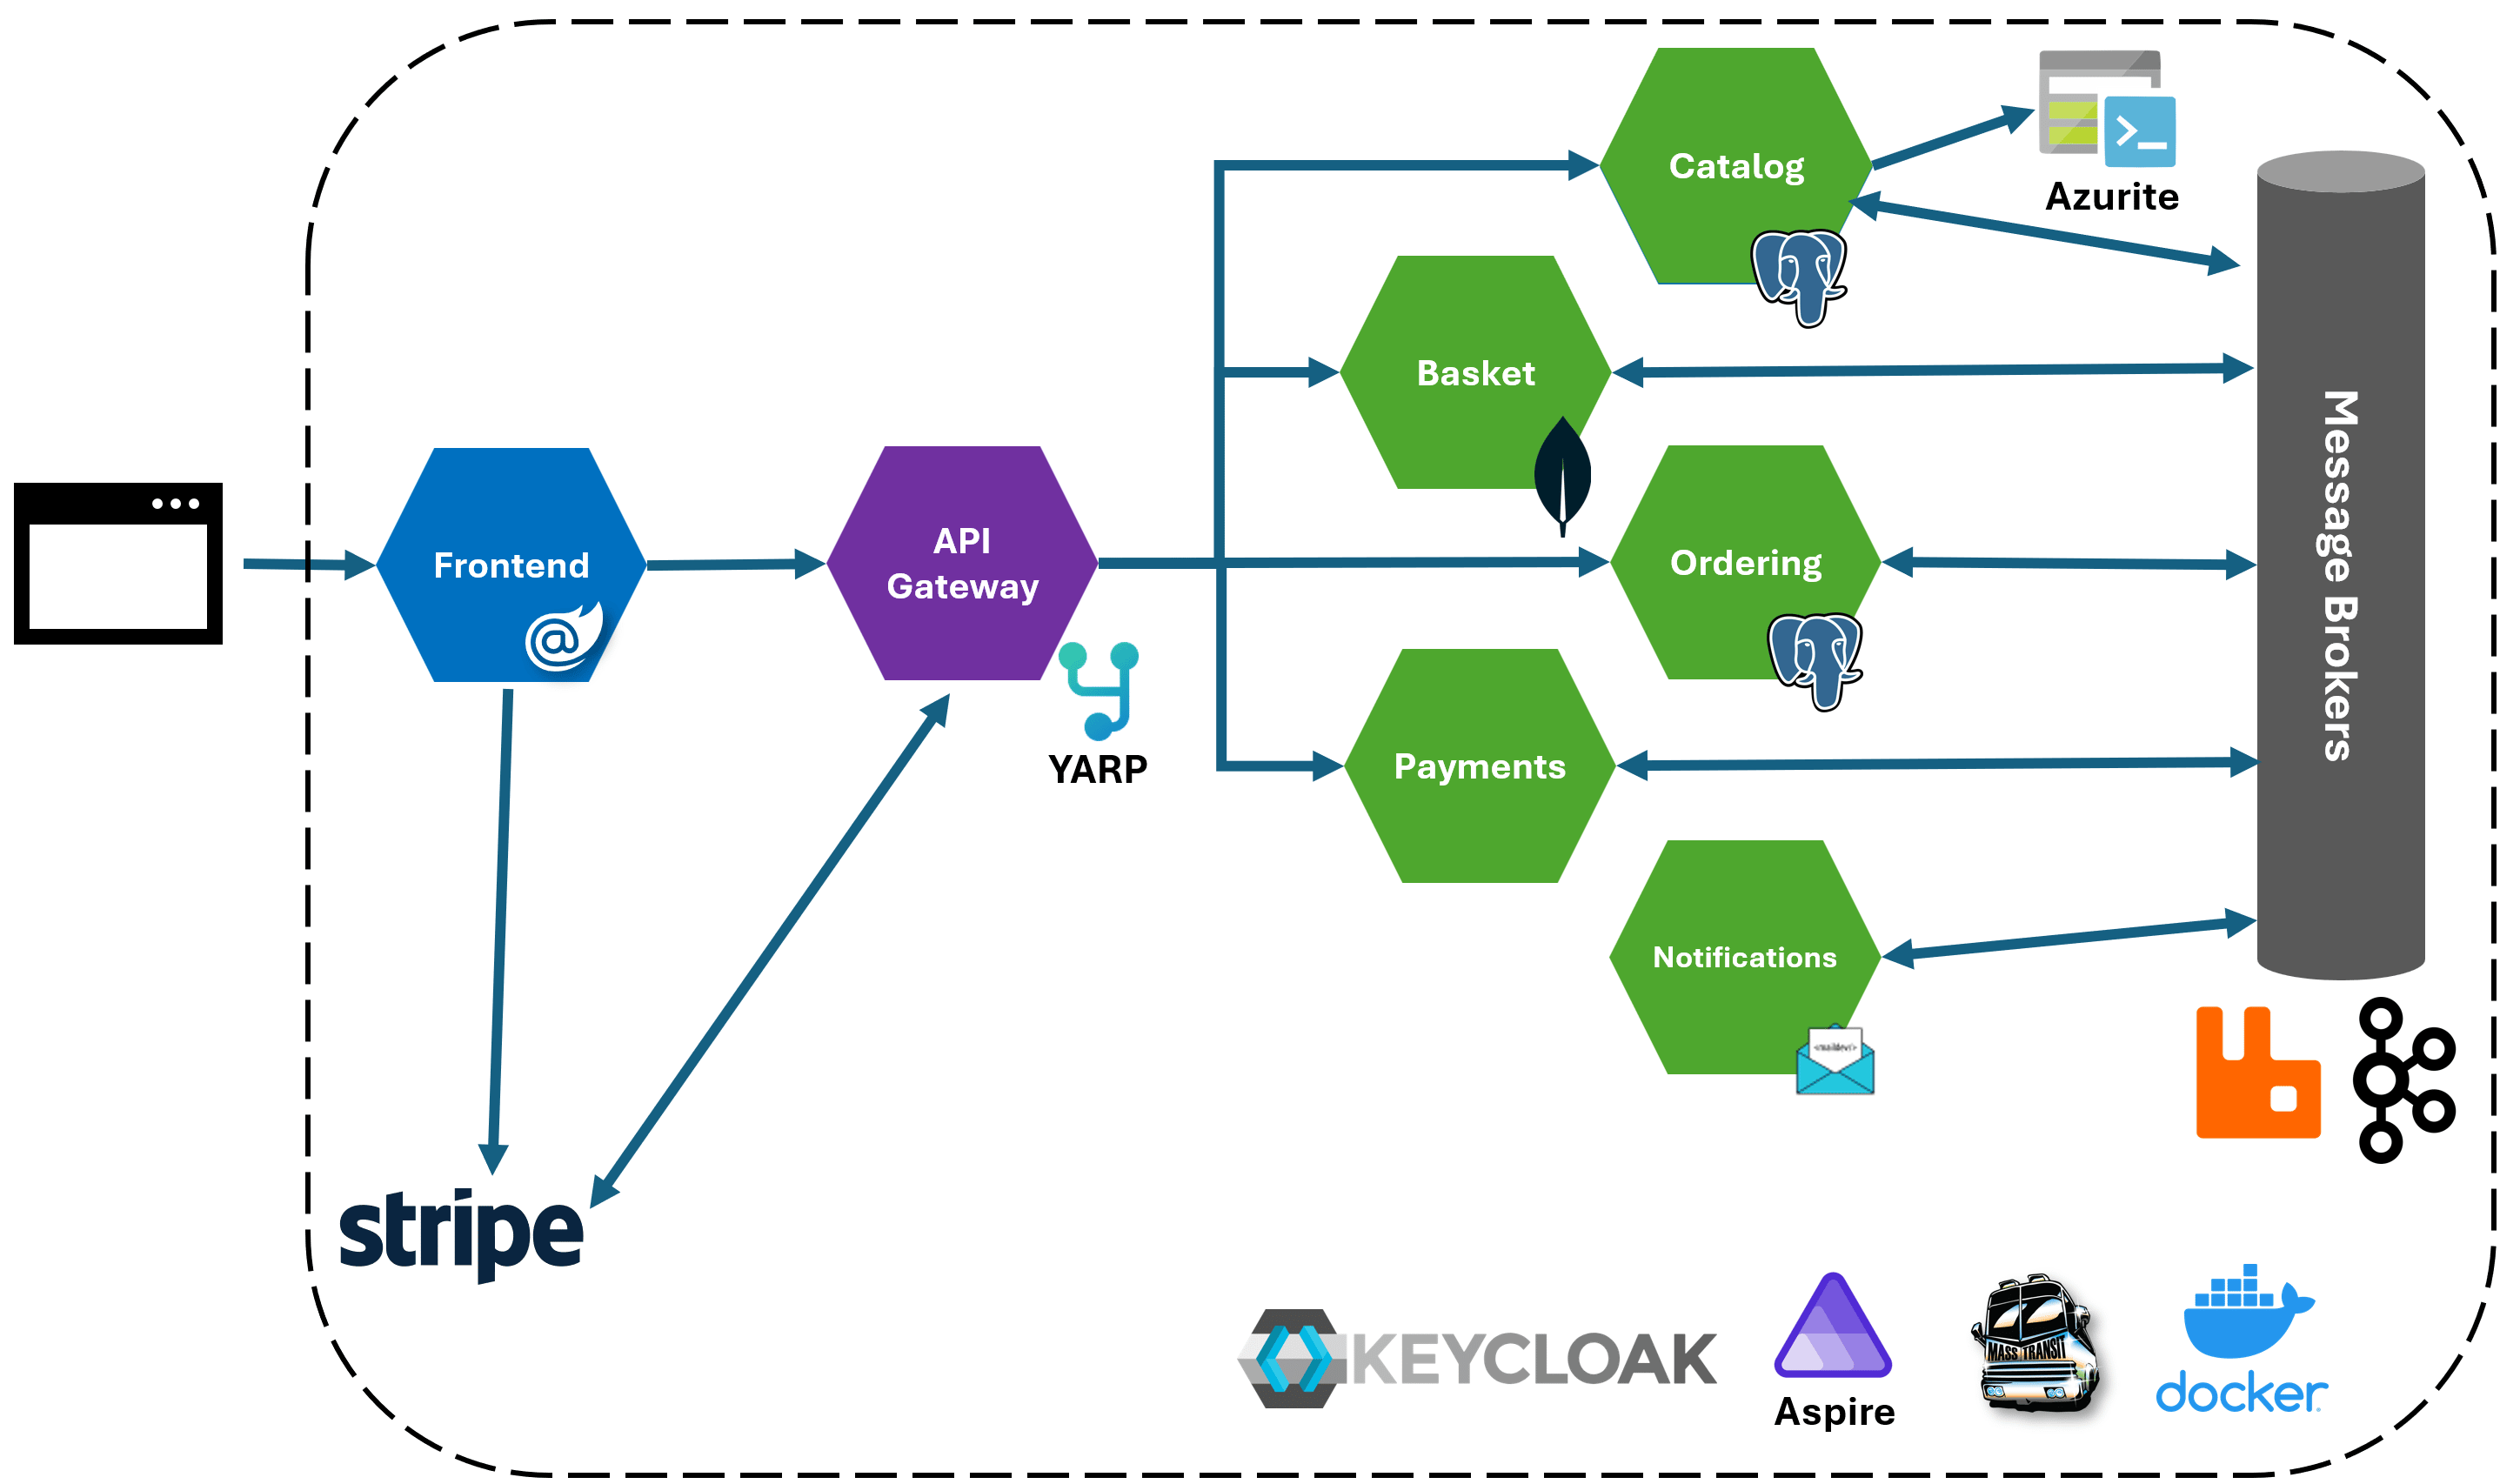 Catalog
Azurite
Basket
Message Brokers
Frontend
@
API
Gateway
Ordering
YARP
Payments
Notifications
<maildev/>
stripe
KEYCLOAK
Aspire
MASS TRANSIT
docker